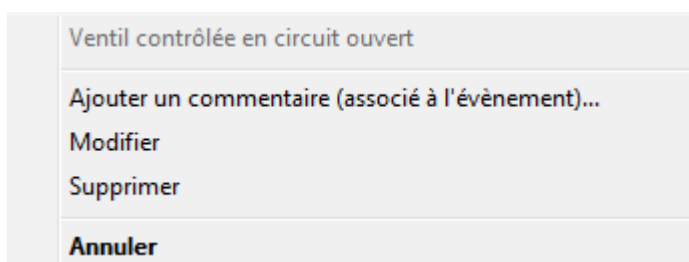 Ventil contrôlée en circuit ouvert
Ajouter un commentaire (associé à l'évènement)...
Modifier
Supprimer
Annuler